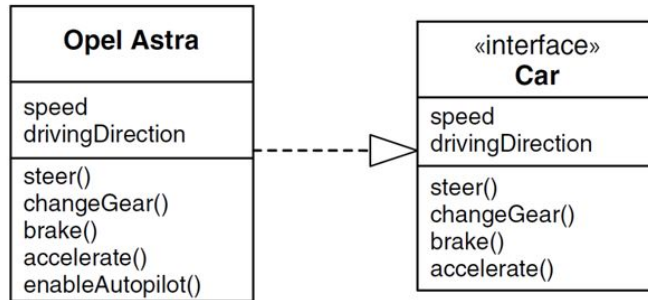 Opel Astra
speed
drivingDirection
steer()
changeGear()
brake()
accelerate()
enableAutopilot()
«interface»
Car
speed
drivingDirection
steer()
changeGear()
brake()
accelerate()